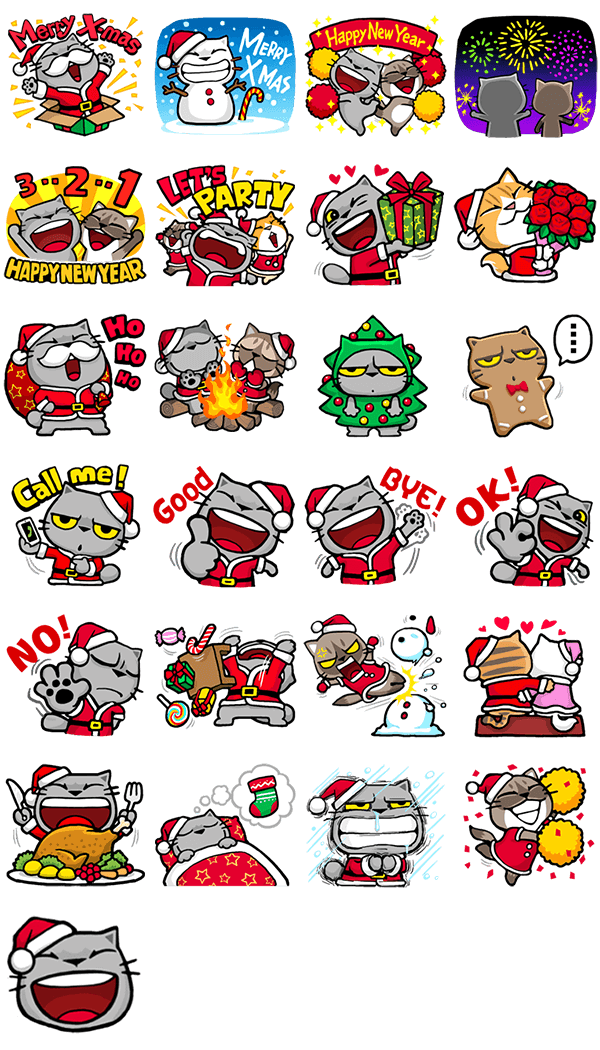 Merry X-mas
MERRY
XMAS
Happy New Year
3··2··1
HAPPY NEW YEAR
LET'S
PARTY
Ho
Ho
Ho
...
Call me!
Good
BYE!
OK!
NO!